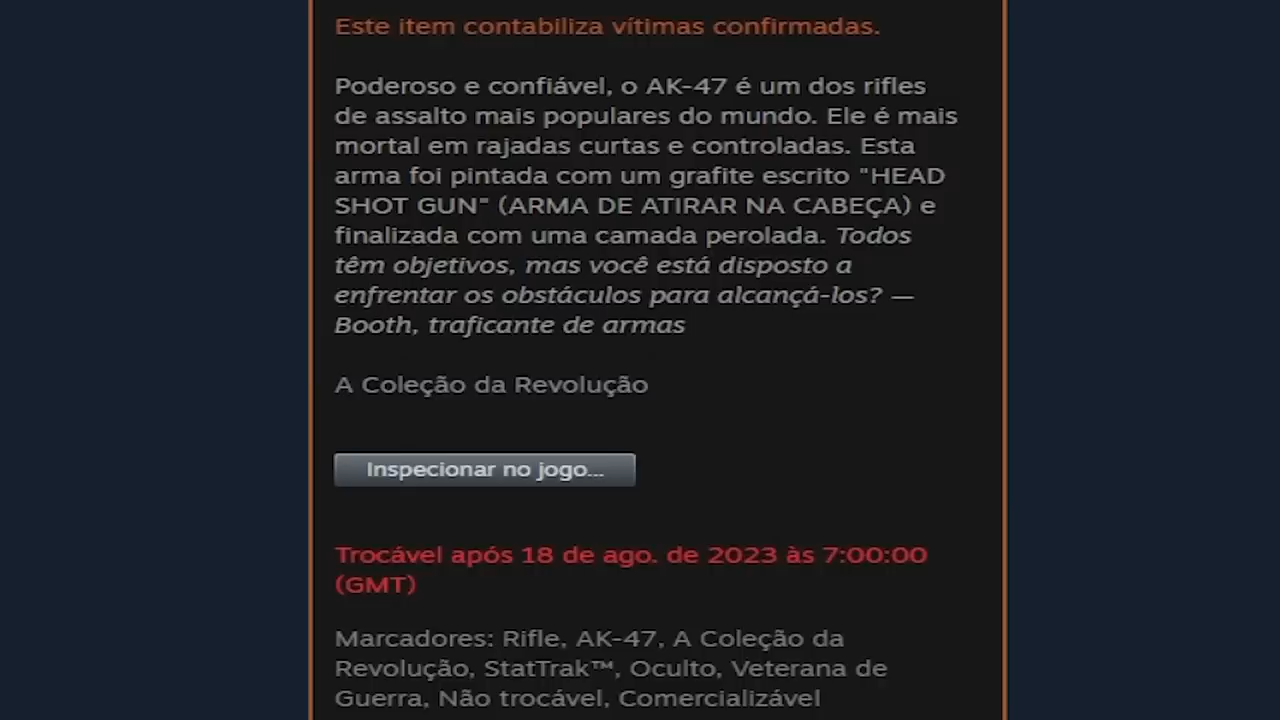 Este item contabiliza vítimas confirmadas.
Poderoso e confiável, o AK-47 é um dos rifles
de assalto mais populares do mundo. Ele é mais
mortal em rajadas curtas e controladas. Esta
arma foi pintada com um grafite escrito "HEAD
SHOT GUN" (ARMA DE ATIRAR NA CABEÇA) e
finalizada com uma camada perolada. Todos
têm objetivos, mas você está disposto a
enfrentar os obstáculos para alcançá-los? —
Booth, traficante de armas
A Coleção da Revolução
Inspecionar no jogo...
Trocável após 18 de ago. de 2023 às 7:00:00
(GMT)
Marcadores: Rifle, AK-47, A Coleção da
Revolução, StatTrak™, Oculto, Veterana de
Guerra, Não trocável, Comercializável